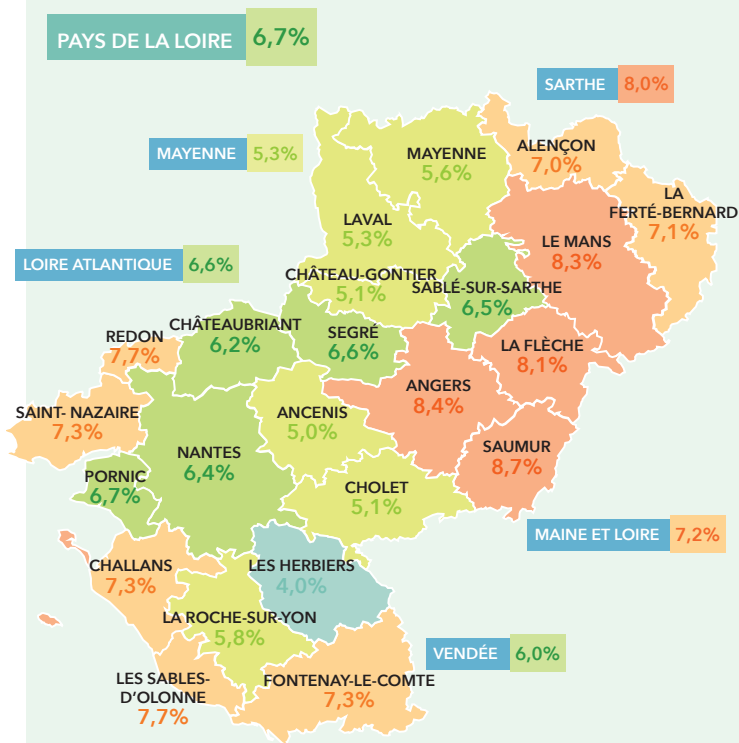 PAYS DE LA LOIRE 6,7%
SARTHE 8,0%
MAYENNE 5,3%
MAYENNE
5,6%
ALENÇON
7,0%
LA
FERTÉ-BERNARD
7,1%
LAVAL
5,3%
LE MANS
8,3%
LOIRE ATLANTIQUE 6,6%
CHÂTEAU-GONTIER
5,1%
SABLÉ-SUR-SARTHE
6,5%
CHÂTEAUBRIANT
6,2%
SEGRÉ
6,6%
REDON
7,7%
LA FLÈCHE
8,1%
ANGERS
8,4%
SAINT- NAZAIRE
7,3%
ANCENIS
5,0%
NANTES
6,4%
SAUMUR
8,7%
PORNIC
6,7%
CHOLET
5,1%
MAINE ET LOIRE 7,2%
CHALLANS
7,3%
LES HERBIERS
4,0%
LA ROCHE-SUR-YON
5,8%
VENDÉE 6,0%
LES SABLES-
D'OLONNE
7,7%
FONTENAY-LE-COMTE
7,3%